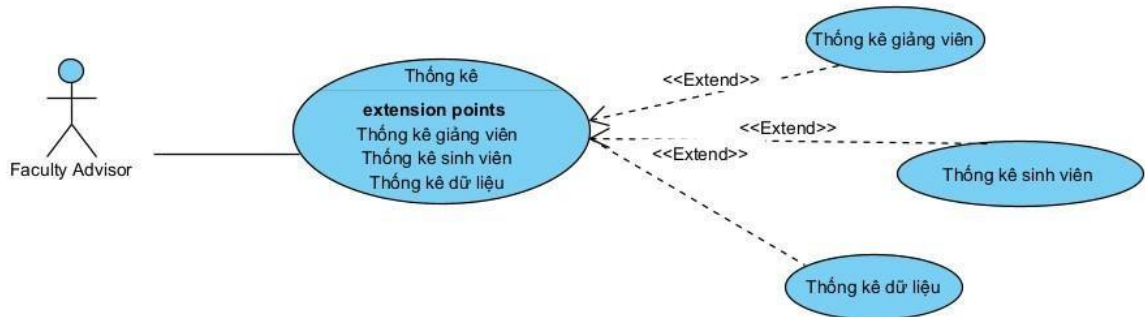 Thống kê giảng viên
Thống kê
<<Extend>>
extension points
Thống kê giảng viên
Thống kê sinh viên
Thống kê dữ liệu
<<Extend>>
<<Extend>>
Faculty Advisor
Thống kê sinh viên
Thống kê dữ liệu